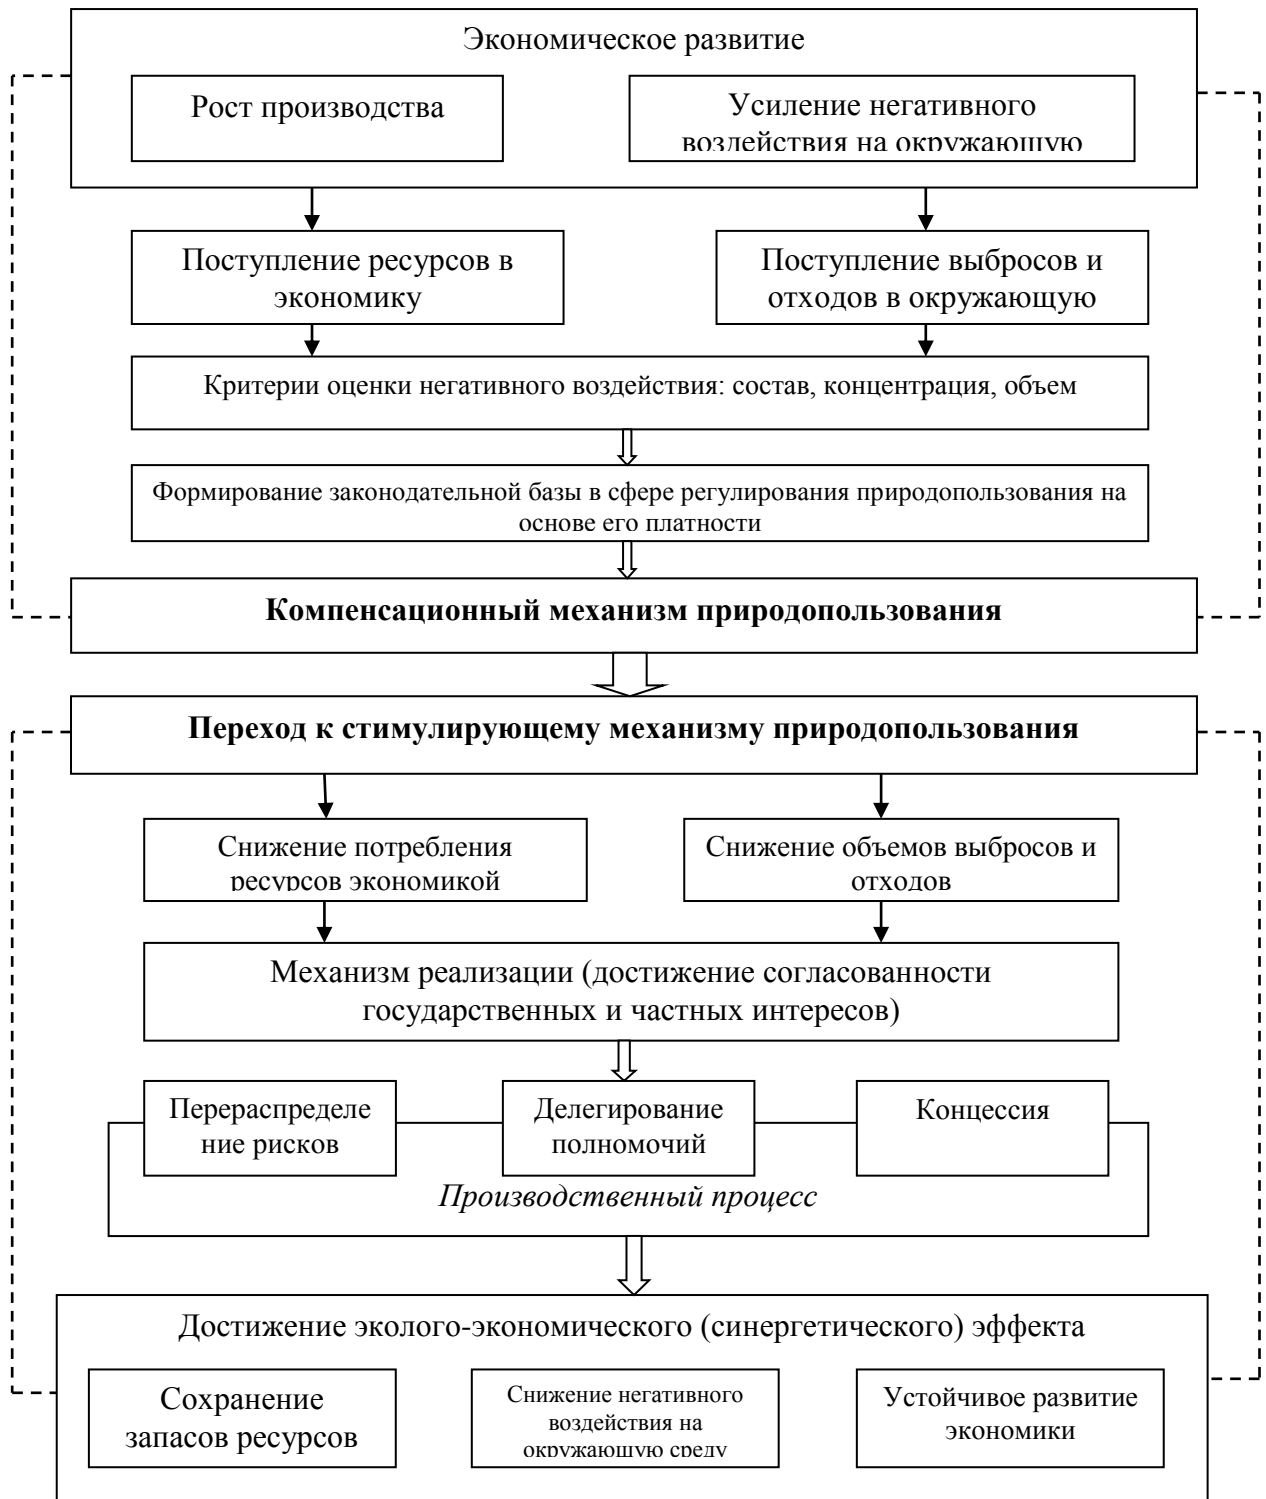 Экономическое развитие
Рост производства
Усиление негативного
воздействия на окружающую
Поступление ресурсов в
экономику
Поступление выбросов и
отходов в окружающую
Критерии оценки негативного воздействия: состав, концентрация, объем
Формирование законодательной базы в сфере регулирования природопользования на
основе его платности
Компенсационный механизм природопользования
Переход к стимулирующему механизму природопользования
Снижение потребления
ресурсов экономикой
Снижение объемов выбросов и
отходов
Механизм реализации (достижение согласованности
государственных и частных интересов)
Перераспределе
ние рисков
Делегирование
полномочий
Концессия
Производственный процесс
Достижение эколого-экономического (синергетического) эффекта
Сохранение
запасов ресурсов
Снижение негативного
воздействия на
окружающую среду
Устойчивое развитие
экономики